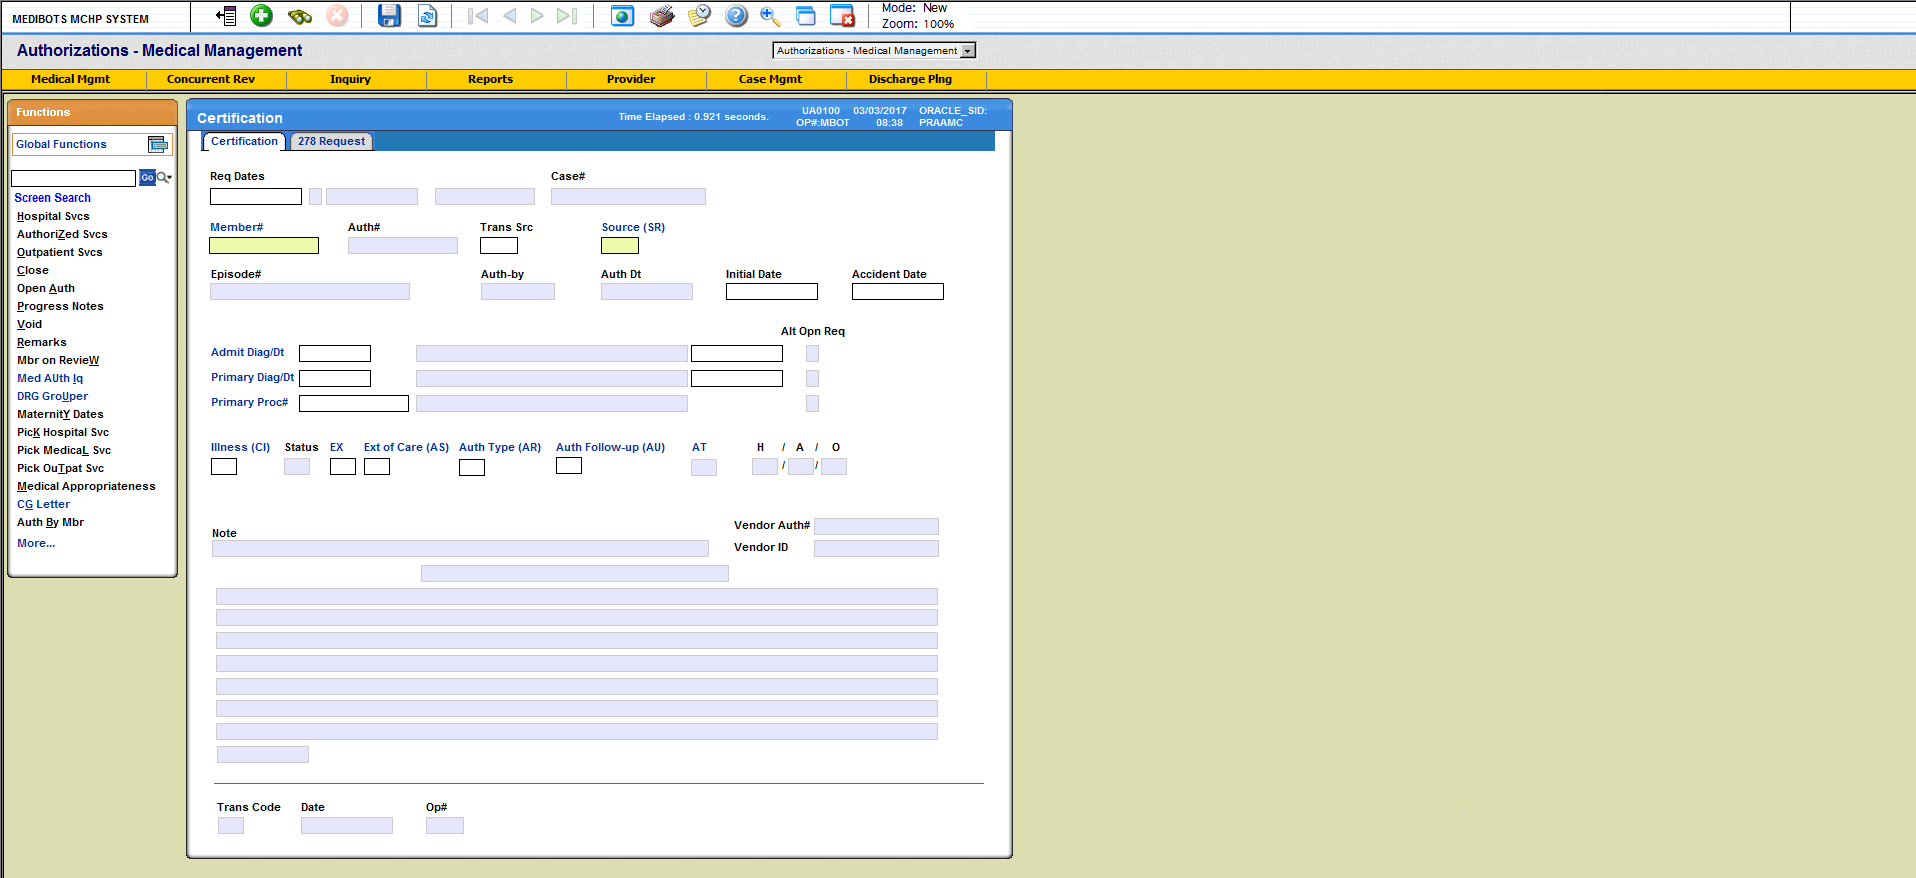 MEDIBOTS MCHP SYSTEM
Mode: New
Zoom: 100%
Authorizations - Medical Management
Authorizations - Medical Management
Medical Mgmt Concurrent Rev Inquiry Reports Provider Case Mgmt Discharge Plng
Functions
Global Functions
Go
Screen Search
Hospital Svcs
AuthoriZed Svcs
Outpatient Svcs
Close
Open Auth
Progress Notes
Void
Remarks
Mbr on RevieW
Med AUth Iq
DRG GroUper
MaternitY Dates
PicK Hospital Svc
Pick MedicaL Svc
Pick OuTpat Svc
Medical Appropriateness
CG Letter
Auth By Mbr
More...
Certification
Time Elapsed : 0.921 seconds.
UA0100 03/03/2017 ORACLE_SID:
OP#:MBOT 08:38 PRAAMC
Certification 278 Request
Req Dates Case#
Member# Auth# Trans Src Source (SR)
Episode# Auth-by Auth Dt Initial Date Accident Date
Alt Opn Req
Admit Diag/Dt
Primary Diag/Dt
Primary Proc#
Illness (CI) Status EX Ext of Care (AS) Auth Type (AR) Auth Follow-up (AU) AT H / A / O
/ /
Note
Vendor Auth#
Vendor ID
Trans Code Date Op#